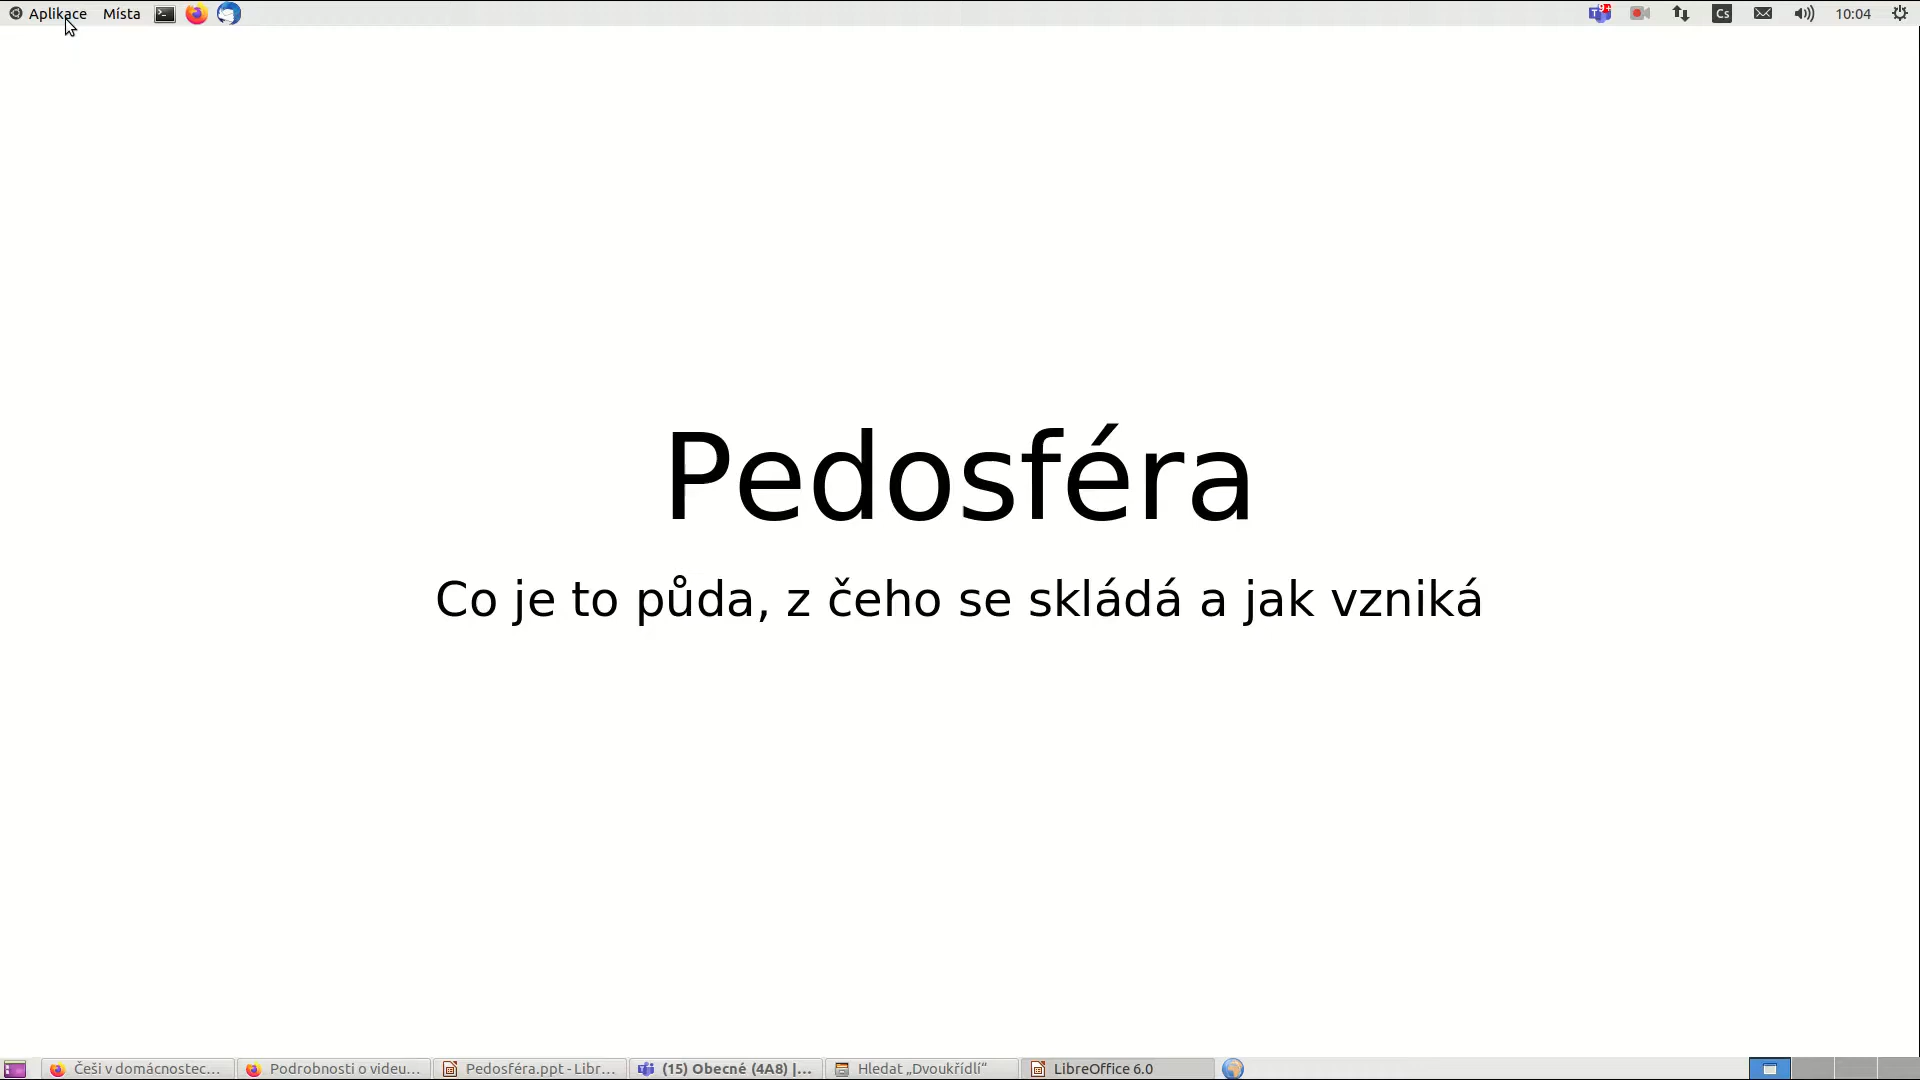 Aplikace Místa Cs 10:04
Pedosféra
Co je to půda, z čeho se skládá a jak vzniká
Češi v domácnostec... Podrobnosti o videu... Pedosféra.ppt - Libr... (15) Obecné (4A8) |... Hledat „Dvoukřídlí“ LibreOffice 6.0